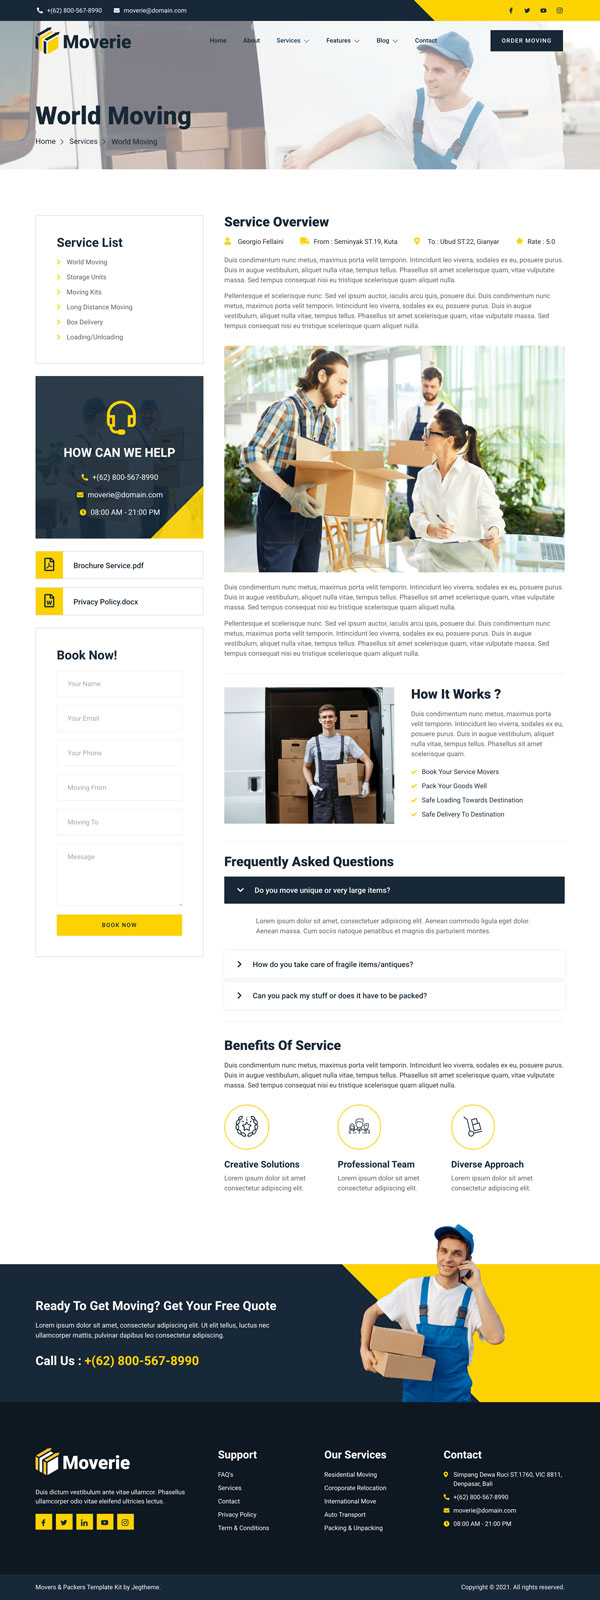 +(62) 800-567-8990 moverie@domain.com
Moverie Home About Services Features Blog Contact ORDER MOVING
World Moving
Home Services World Moving
Service List
World Moving
Storage Units
Moving Kits
Long Distance Moving
Box Delivery
Loading/Unloading
HOW CAN WE HELP
+(62) 800-567-8990
moverie@domain.com
08:00 AM - 21:00 PM
Brochure Service.pdf
Privacy Policy.docx
Book Now!
Your Name
Your Email
Your Phone
Moving From
Moving To
Message
BOOK NOW
Service Overview
Georgio Fellaini From : Seminyak ST.19, Kuta To : Ubud ST.22, Gianyar Rate : 5.0
Duis condimentum nunc metus, maximus porta velit temporin. Intincidunt leo viverra, sodales ex eu, posuere purus.
Duis in augue vestibulum, aliquet nulla vitae, tempus tellus. Phasellus sit amet scelerisque quam, vitae vulputate
massa. Sed tempus consequat nisi eu tristique scelerisque quam aliquet nulla.
Pellentesque et scelerisque nunc. Sed vel ipsum auctor, iaculis arcu quis, posuere dui. Duis condimentum nunc
metus, maximus porta velit temporin. Intincidunt leo viverra, sodales ex eu, posuere purus. Duis in augue
vestibulum, aliquet nulla vitae, tempus tellus. Phasellus sit amet scelerisque quam, vitae vulputate massa. Sed
tempus consequat nisi eu tristique scelerisque quam aliquet nulla.
Duis condimentum nunc metus, maximus porta velit temporin. Intincidunt leo viverra, sodales ex eu, posuere purus.
Duis in augue vestibulum, aliquet nulla vitae, tempus tellus. Phasellus sit amet scelerisque quam, vitae vulputate
massa. Sed tempus consequat nisi eu tristique scelerisque quam aliquet nulla.
Pellentesque et scelerisque nunc. Sed vel ipsum auctor, iaculis arcu quis, posuere dui. Duis condimentum nunc
metus, maximus porta velit temporin. Intincidunt leo viverra, sodales ex eu, posuere purus. Duis in augue
vestibulum, aliquet nulla vitae, tempus tellus. Phasellus sit amet scelerisque quam, vitae vulputate massa. Sed
tempus consequat nisi eu tristique scelerisque quam aliquet nulla.
How It Works ?
Duis condimentum nunc metus, maximus porta
velit temporin. Intincidunt leo viverra, sodales ex eu,
posuere purus. Duis in augue vestibulum, aliquet
nulla vitae, tempus tellus. Phasellus sit amet
scelerisque quam.
Book Your Service Movers
Pack Your Goods Well
Safe Loading Towards Destination
Safe Delivery To Destination
Frequently Asked Questions
Do you move unique or very large items?
Lorem ipsum dolor sit amet, consectetuer adipiscing elit. Aenean commodo ligula eget dolor.
Aenean massa. Cum sociis natoque penatibus et magnis dis parturient montes.
How do you take care of fragile items/antiques?
Can you pack my stuff or does it have to be packed?
Benefits Of Service
Duis condimentum nunc metus, maximus porta velit temporin. Intincidunt leo viverra, sodales ex eu, posuere purus.
Duis in augue vestibulum, aliquet nulla vitae, tempus tellus. Phasellus sit amet scelerisque quam, vitae vulputate
massa. Sed tempus consequat nisi eu tristique scelerisque quam aliquet nulla.
Creative Solutions
Lorem ipsum dolor sit amet
consectetur adipiscing elit.
Professional Team
Lorem ipsum dolor sit amet
consectetur adipiscing elit.
Diverse Approach
Lorem ipsum dolor sit amet
consectetur adipiscing elit.
Ready To Get Moving? Get Your Free Quote
Lorem ipsum dolor sit amet, consectetur adipiscing elit. Ut elit tellus, luctus nec
ullamcorper mattis, pulvinar dapibus leo consectetur adipiscing.
Call Us : +(62) 800-567-8990
Moverie
Duis dictum vestibulum ante vitae ullamcor. Phasellus
ullamcorper odio vitae eleifend ultricies lectus.
Support
FAQ's
Services
Contact
Privacy Policy
Term & Conditions
Our Services
Residential Moving
Coroporate Relocation
International Move
Auto Transport
Packing & Unpacking
Contact
Simpang Dewa Ruci ST.1760, VIC 8811,
Denpasar, Bali
+(62) 800-567-8990
moverie@domain.com
08:00 AM - 21:00 PM
Movers & Packers Template Kit by Jegtheme.
Copyright © 2021. All rights reserved.